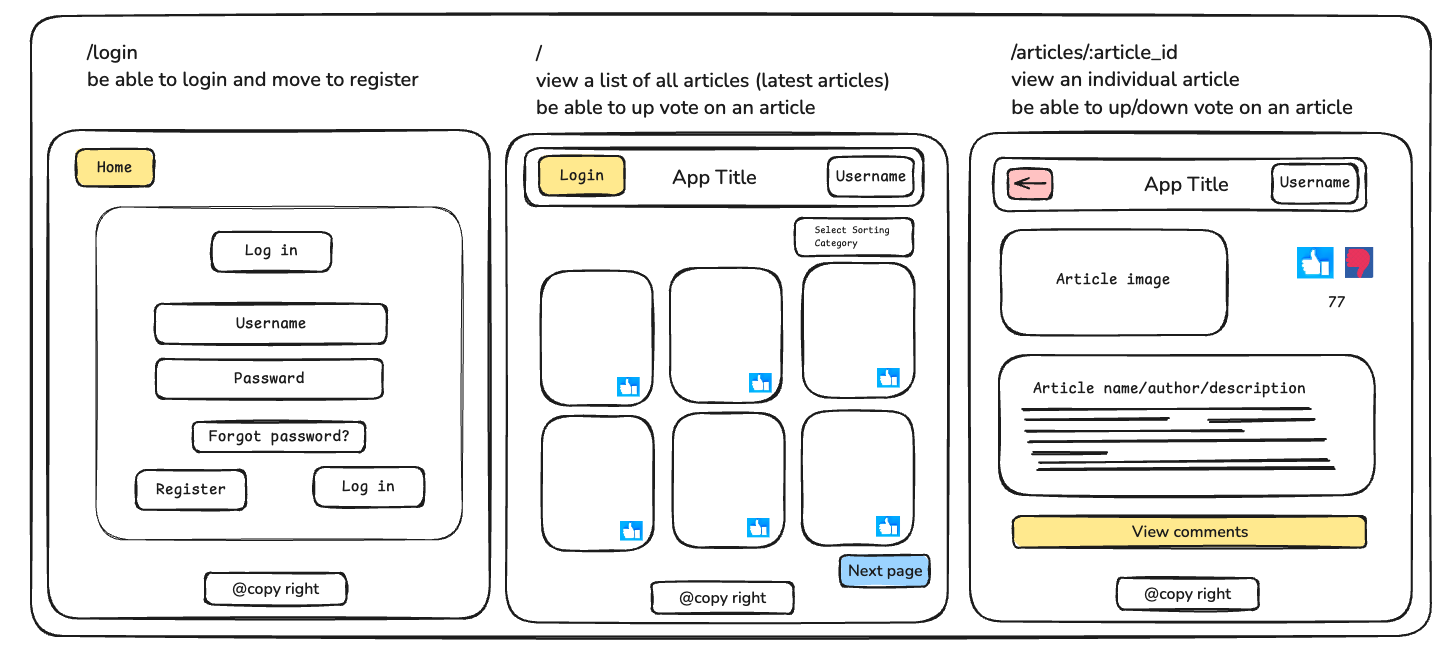 /login
be able to login and move to register
Home
Log in
Username
Passward
Forgot password?
Register
Log in
@copy right
/
view a list of all articles (latest articles)
be able to up vote on an article
Login
App Title
Username
Select Sorting
Category
Next page
@copy right
/articles/:article_id
view an individual article
be able to up/down vote on an article
App Title
Username
Article image
77
Article name/author/description
View comments
@copy right